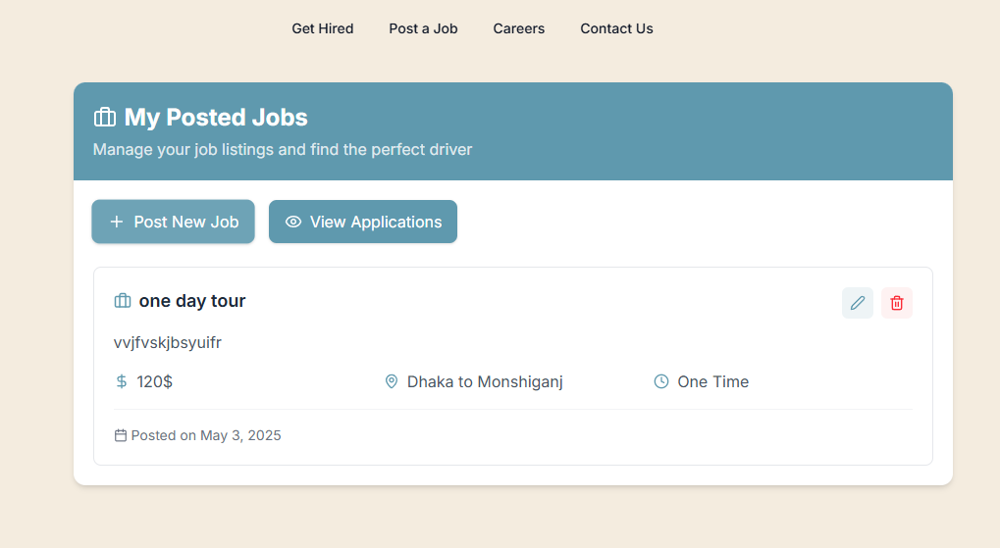 Get Hired Post a Job Careers Contact Us
My Posted Jobs
Manage your job listings and find the perfect driver
Post New Job View Applications
one day tour
vvjfvskjbsyuifr
$ 120$ Dhaka to Monshiganj One Time
Posted on May 3, 2025